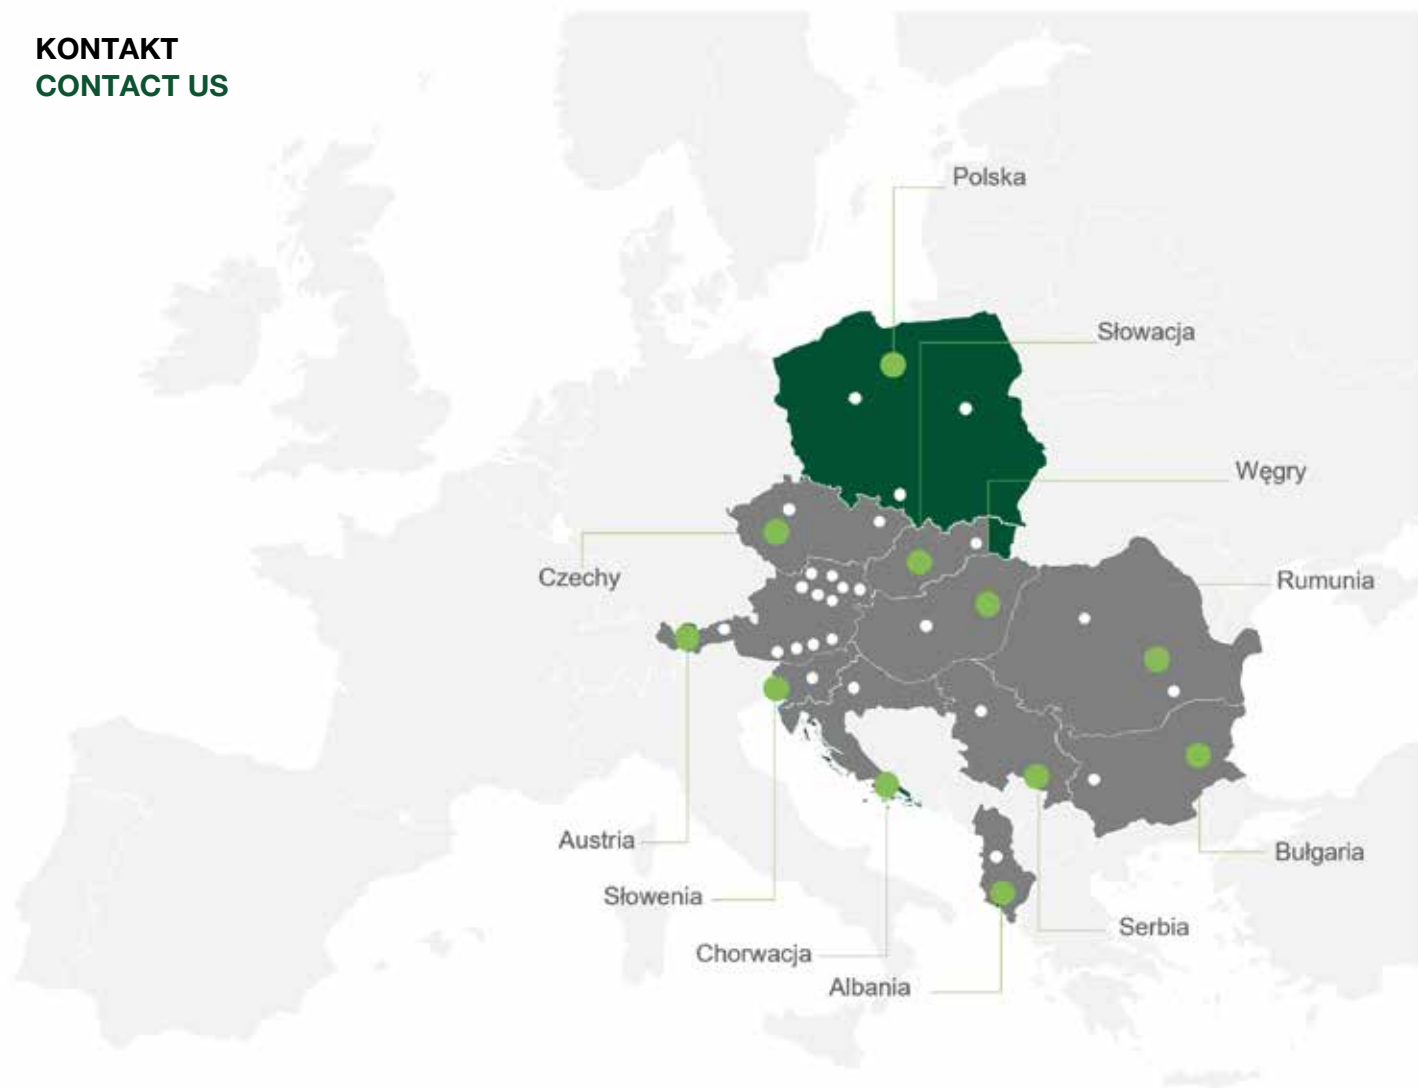 KONTAKT
CONTACT US
Polska
Słowacja
Węgry
Czechy
Rumunia
Austria
Bułgaria
Słowenia
Serbia
Chorwacja
Albania